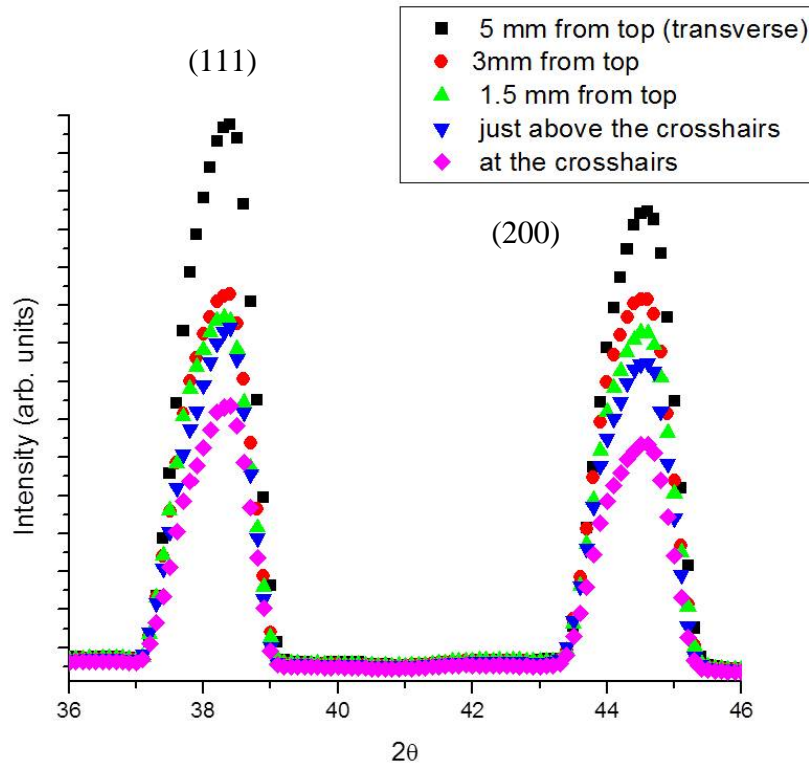 5 mm from top (transverse)
3mm from top
1.5 mm from top
just above the crosshairs
at the crosshairs
(111)
(200)
Intensity (arb. units)
36 38 40 42 44 46
2θ